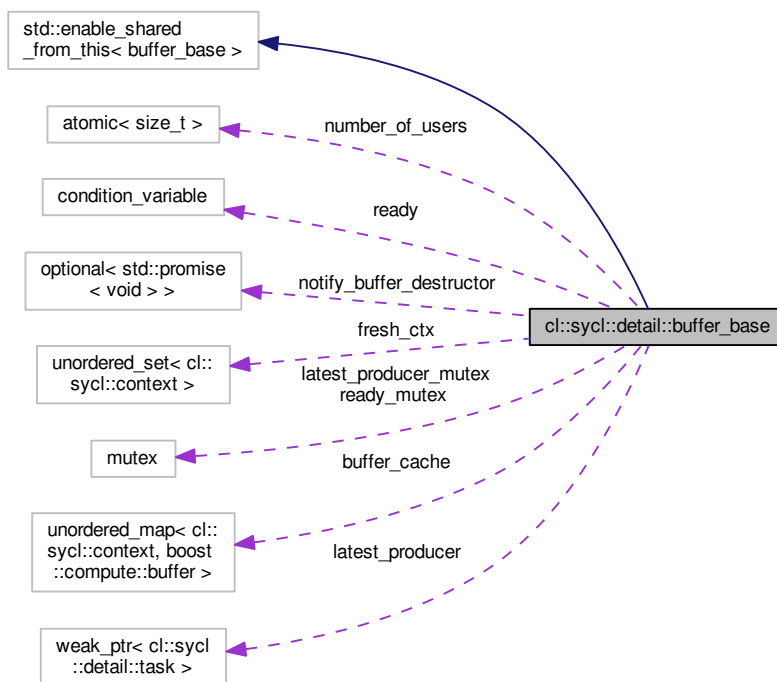 std::enable_shared
_from_this< buffer_base >
atomic< size_t >
number_of_users
condition_variable
ready
optional< std::promise
< void > >
notify_buffer_destructor
cl::sycl::detail::buffer_base
fresh_ctx
unordered_set< cl::
sycl::context >
latest_producer_mutex
ready_mutex
mutex
buffer_cache
unordered_map< cl::
sycl::context, boost
::compute::buffer >
latest_producer
weak_ptr< cl::sycl
::detail::task >